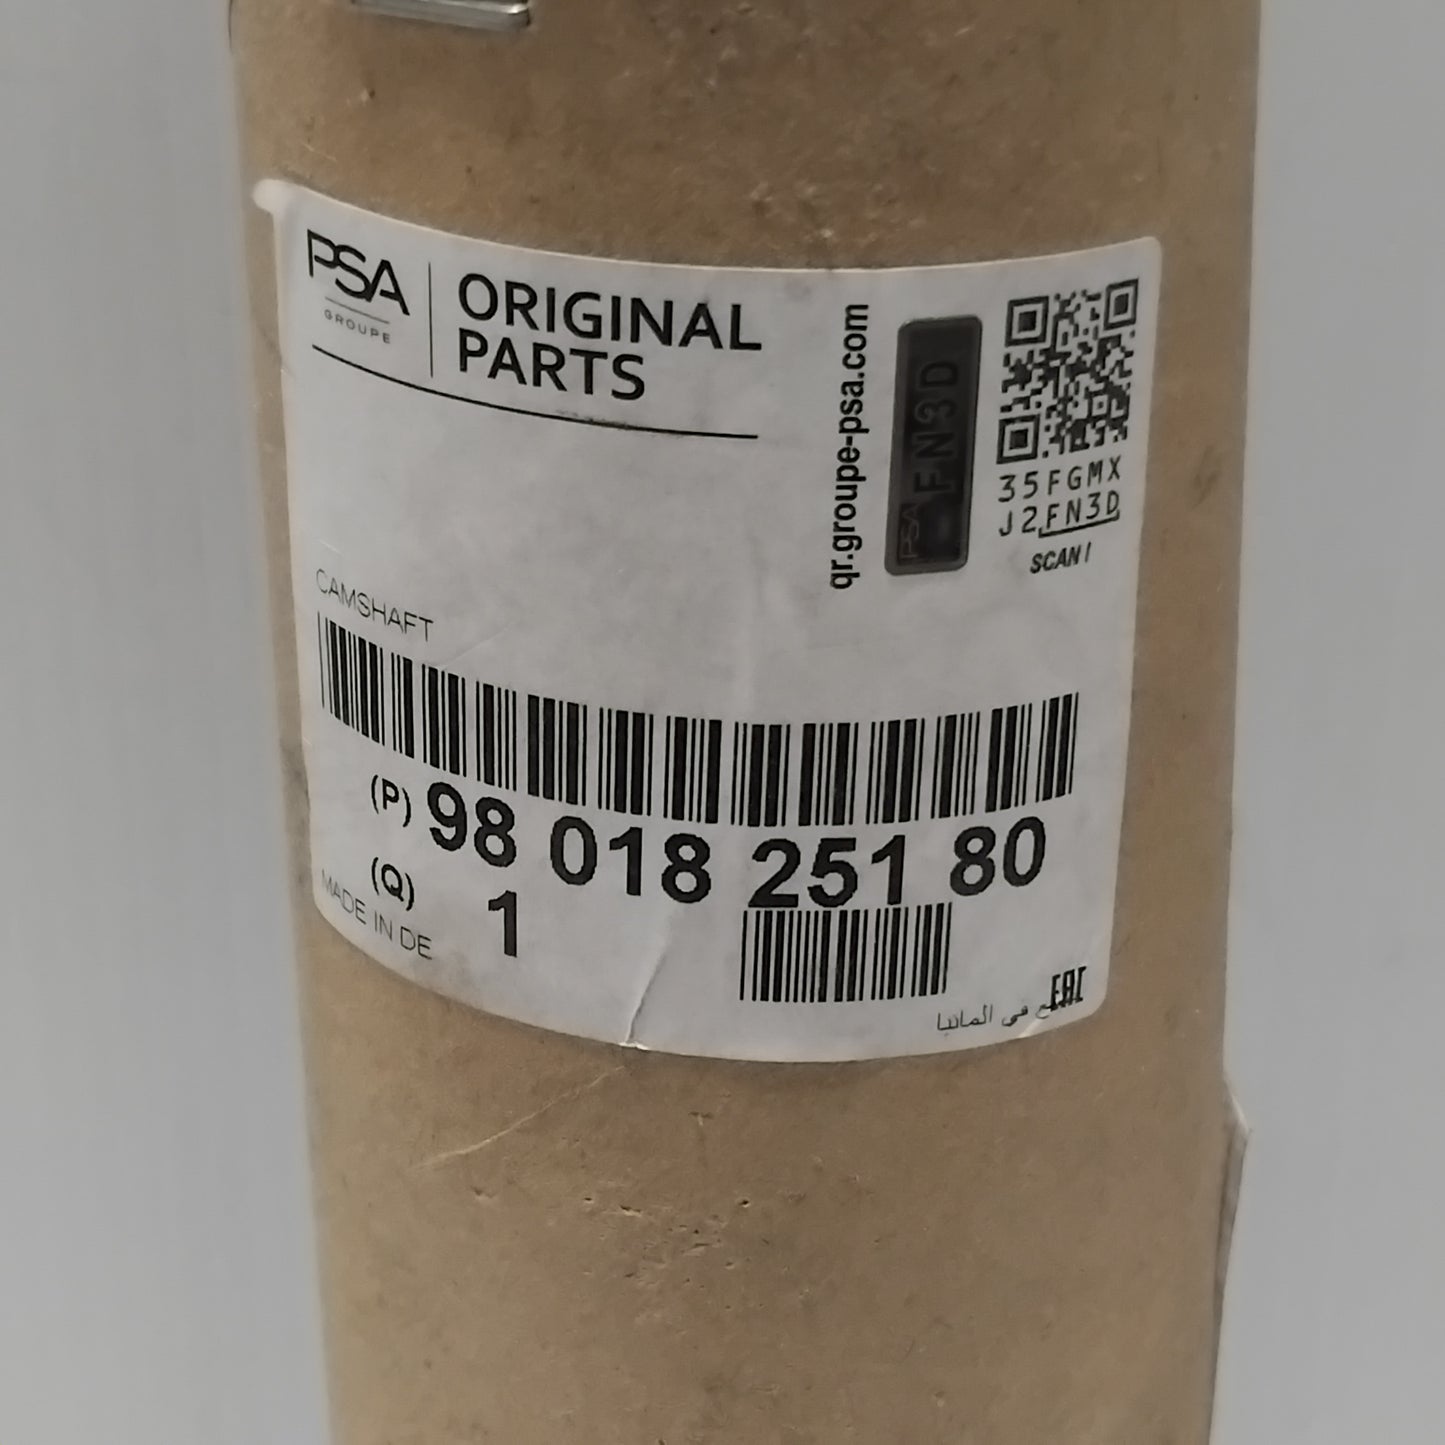 PSA
GROUPE
ORIGINAL
PARTS
qr.groupe-psa.com
PSA FN3D
35FGMX
J2FN3D
SCAN!
CAMSHAFT
(P) 98 018 251 80
(Q) 1
MADE IN DE
EAC
في المانيا